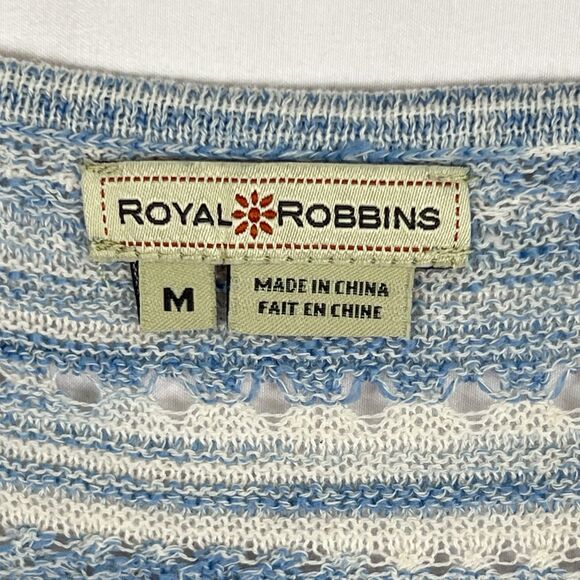 ROYAL ROBBINS
M
MADE IN CHINA
FAIT EN CHINE